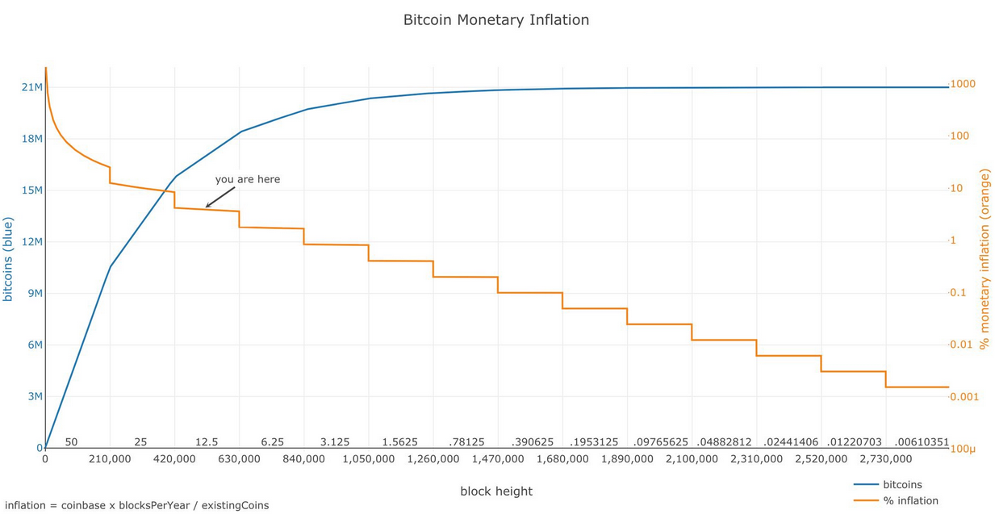 Bitcoin Monetary Inflation
bitcoins (blue)
21M
18M
15M
12M
9M
6M
3M
0
you are here
1000
100
10
1
0.1
0.01
0.001
100µ
% monetary inflation (orange)
50 25 12.5 6.25 3.125 1.5625 .78125 .390625 .1953125 .09765625 .04882812 .02441406 .01220703 .00610351
0 210,000 420,000 630,000 840,000 1,050,000 1,260,000 1,470,000 1,680,000 1,890,000 2,100,000 2,310,000 2,520,000 2,730,000
block height
bitcoins
% inflation
inflation = coinbase x blocksPerYear / existingCoins